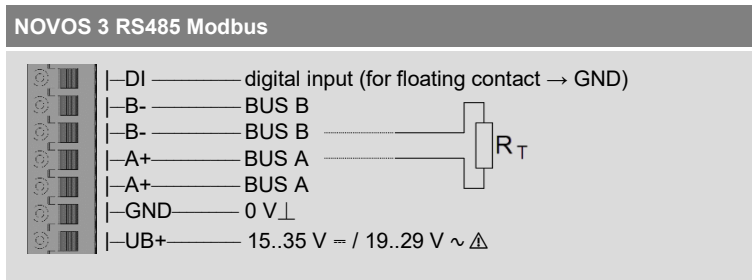 NOVOS 3 RS485 Modbus
DI digital input (for floating contact → GND)
B- BUS B
B- BUS B
A+ BUS A
A+ BUS A
RT
GND 0 V⊥
UB+ 15..35 V ⎓ / 19..29 V ~ ⚠